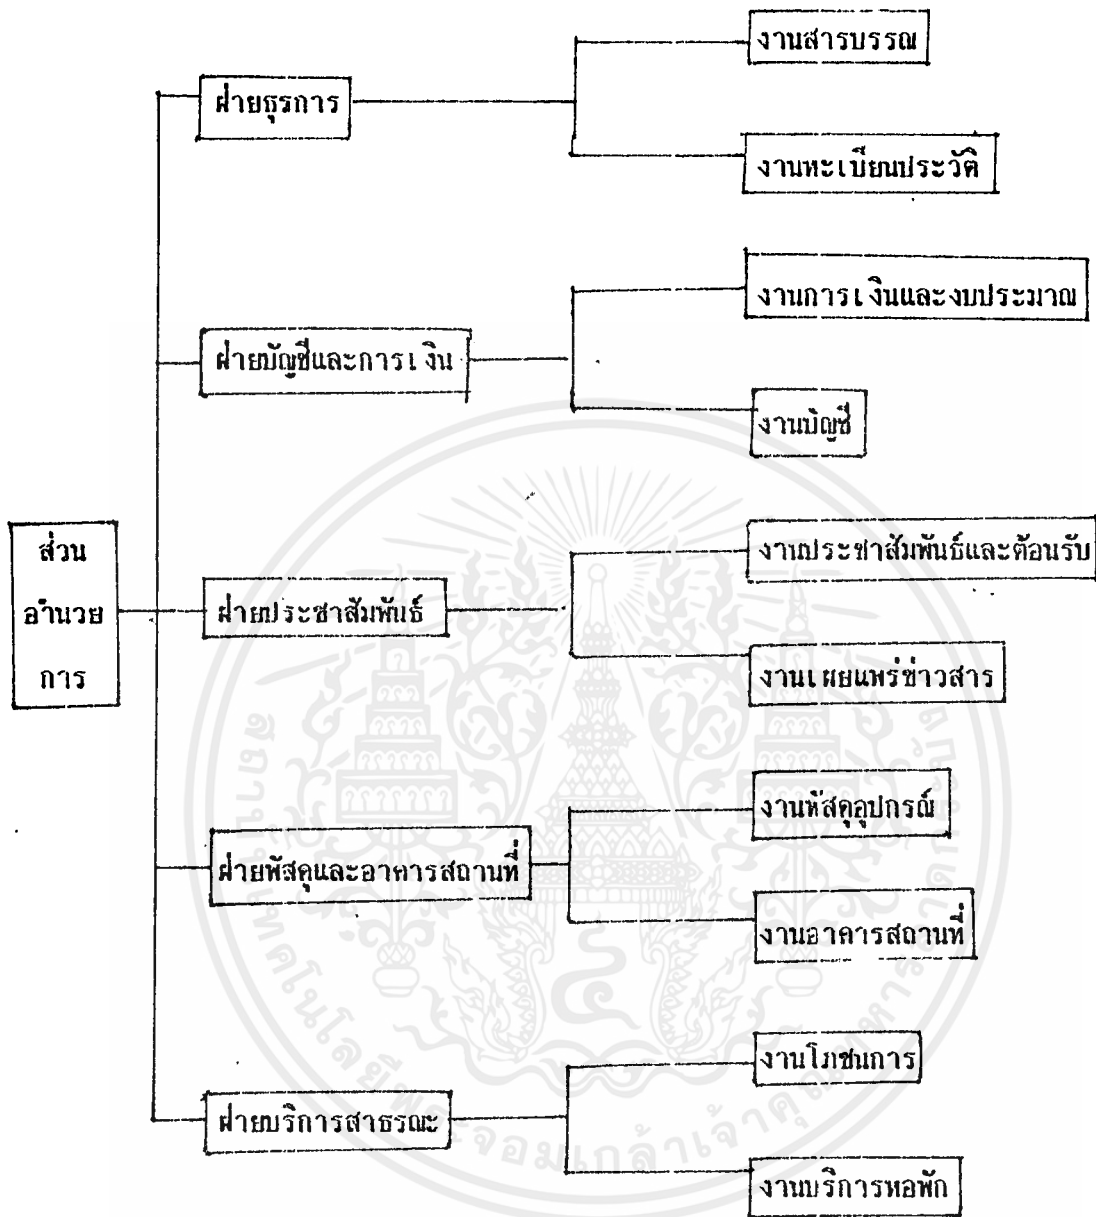 งานสารบรรณ
ฝ่ายธุรการ
งานทะเบียนประวัติ
งานการเงินและงบประมาณ
ฝ่ายบัญชีและการเงิน
งานบัญชี
ส่วน
อำนวย
การ
งานประชาสัมพันธ์และต้อนรับ
ฝ่ายประชาสัมพันธ์
งานเผยแพร่ข่าวสาร
งานพัสดุอุปกรณ์
ฝ่ายพัสดุและอาคารสถานที่
งานอาคารสถานที่
งานโภชนการ
ฝ่ายบริการสาธรณะ
งานบริการหอพัก